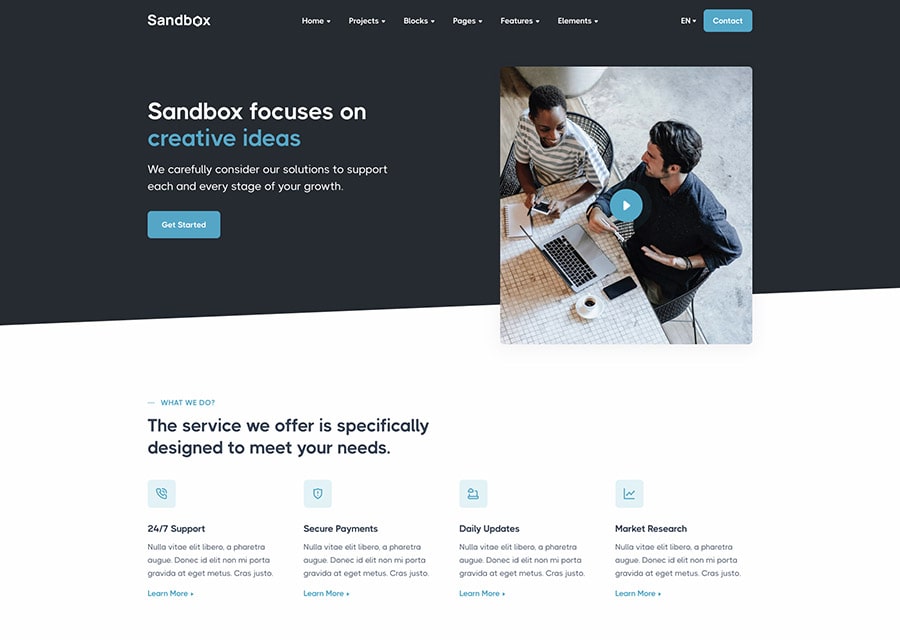 Sandbox
Home Projects Blocks Pages Features Elements EN Contact
Sandbox focuses on
creative ideas
We carefully consider our solutions to support
each and every stage of your growth.
Get Started
WHAT WE DO?
The service we offer is specifically
designed to meet your needs.
24/7 Support
Nulla vitae elit libero, a pharetra
augue. Donec id elit non mi porta
gravida at eget metus. Cras justo.
Learn More
Secure Payments
Nulla vitae elit libero, a pharetra
augue. Donec id elit non mi porta
gravida at eget metus. Cras justo.
Learn More
Daily Updates
Nulla vitae elit libero, a pharetra
augue. Donec id elit non mi porta
gravida at eget metus. Cras justo.
Learn More
Market Research
Nulla vitae elit libero, a pharetra
augue. Donec id elit non mi porta
gravida at eget metus. Cras justo.
Learn More